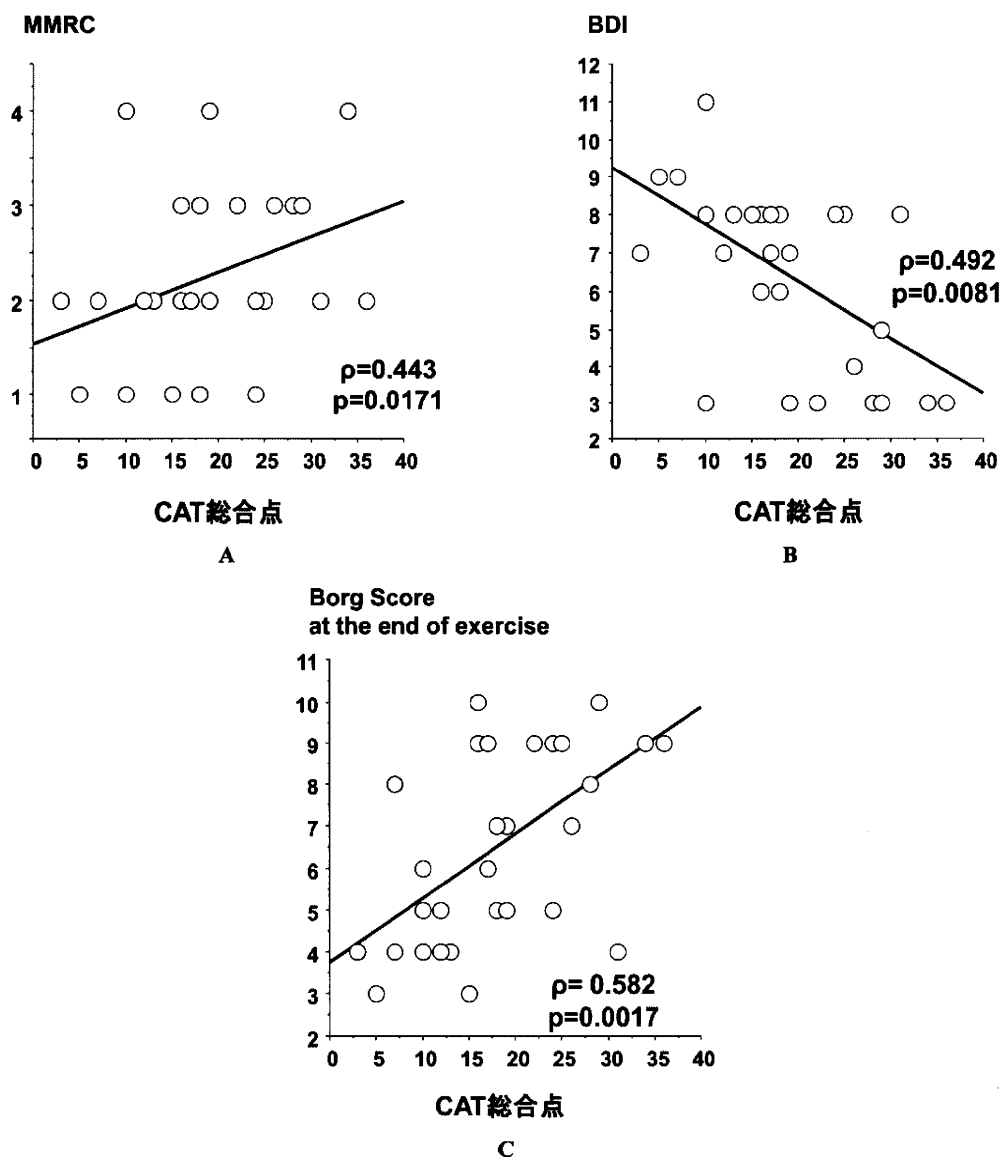 MMRC
4
3
2
1
ρ=0.443
p=0.0171
0 5 10 15 20 25 30 35 40
CAT総合点
A
BDI
12
11
10
9
8
7
6
5
4
3
2
ρ=0.492
p=0.0081
0 5 10 15 20 25 30 35 40
CAT総合点
B
Borg Score
at the end of exercise
11
10
9
8
7
6
5
4
3
2
ρ= 0.582
p=0.0017
0 5 10 15 20 25 30 35 40
CAT総合点
C